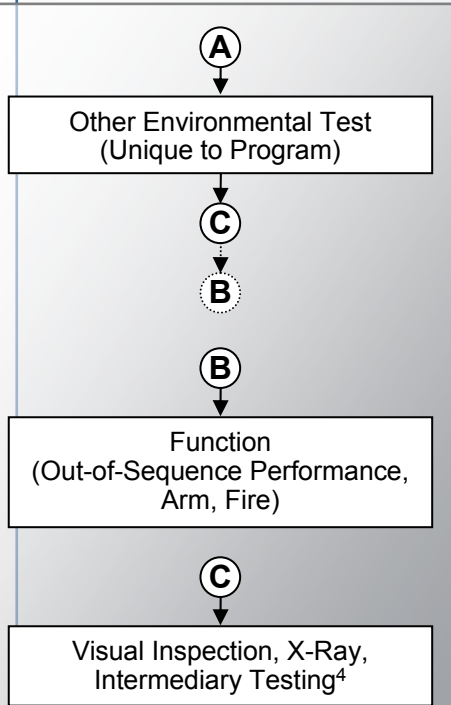 A
Other Environmental Test
(Unique to Program)
C
B
B
Function
(Out-of-Sequence Performance,
Arm, Fire)
C
Visual Inspection, X-Ray,
Intermediary Testing⁴